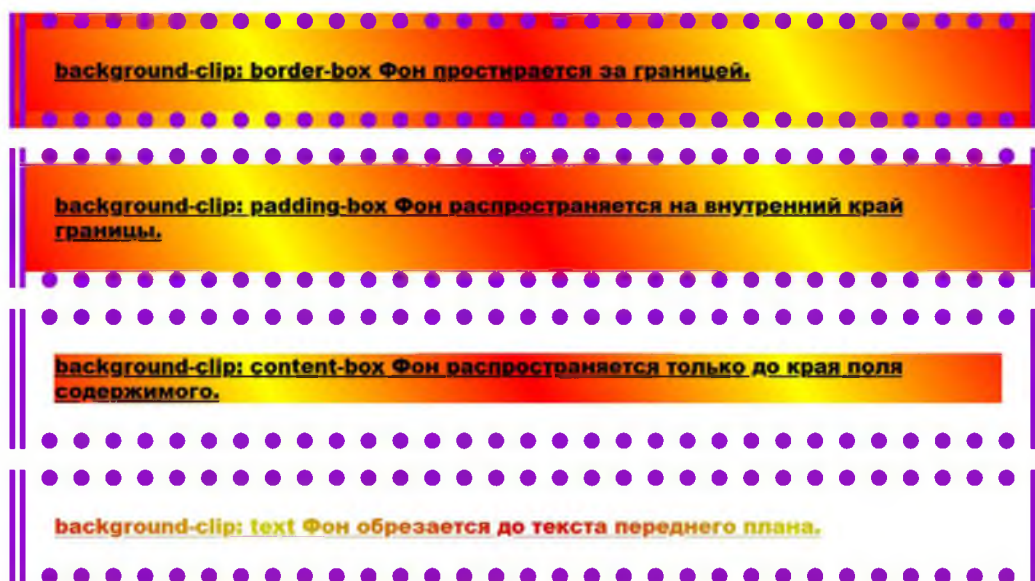 background-clip: border-box Фон простирается за границей.
background-clip: padding-box Фон распространяется на внутренний край
границы.
background-clip: content-box Фон распространяется только до края поля
содержимого.
background-clip: text Фон обрезается до текста переднего плана.